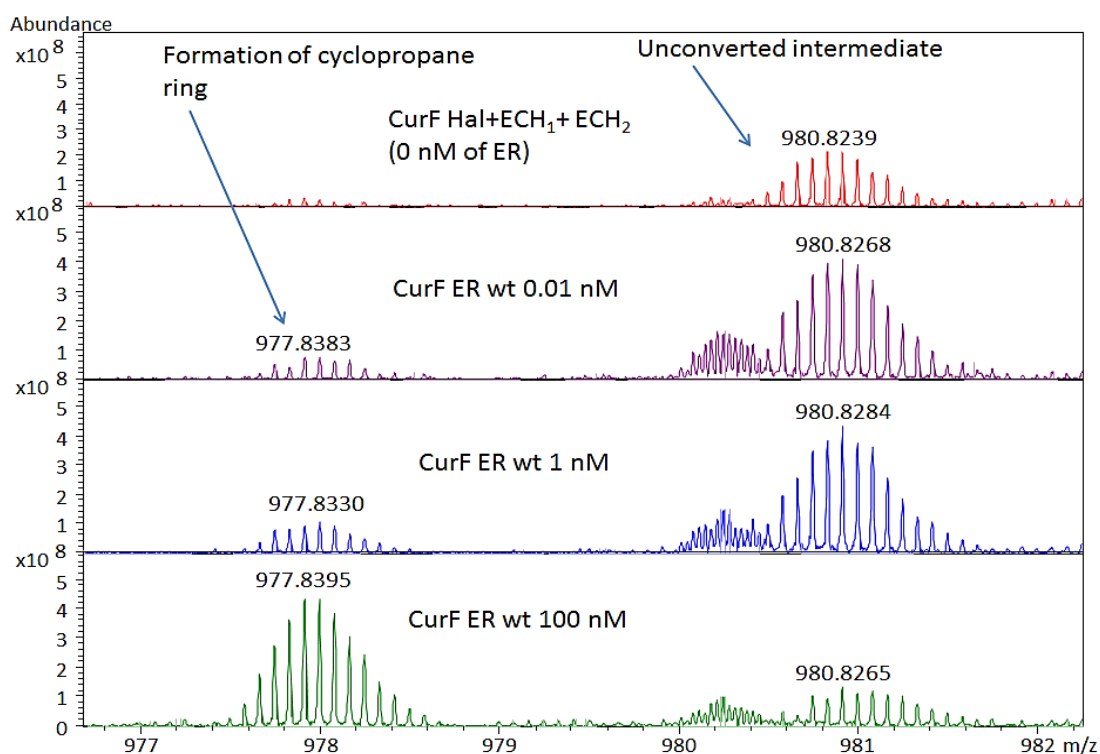 Abundance
x10 8
5
4
3
2
1
Formation of cyclopropane
ring
Unconverted intermediate
CurF Hal+ECH₁+ ECH₂
(0 nM of ER)
980.8239
x10 8
5
4
3
2
1
977.8383
CurF ER wt 0.01 nM
980.8268
x10 8
5
4
3
2
1
977.8330
CurF ER wt 1 nM
980.8284
x10 8
5
4
3
2
1
0
977.8395
CurF ER wt 100 nM
980.8265
977 978 979 980 981 982 m/z